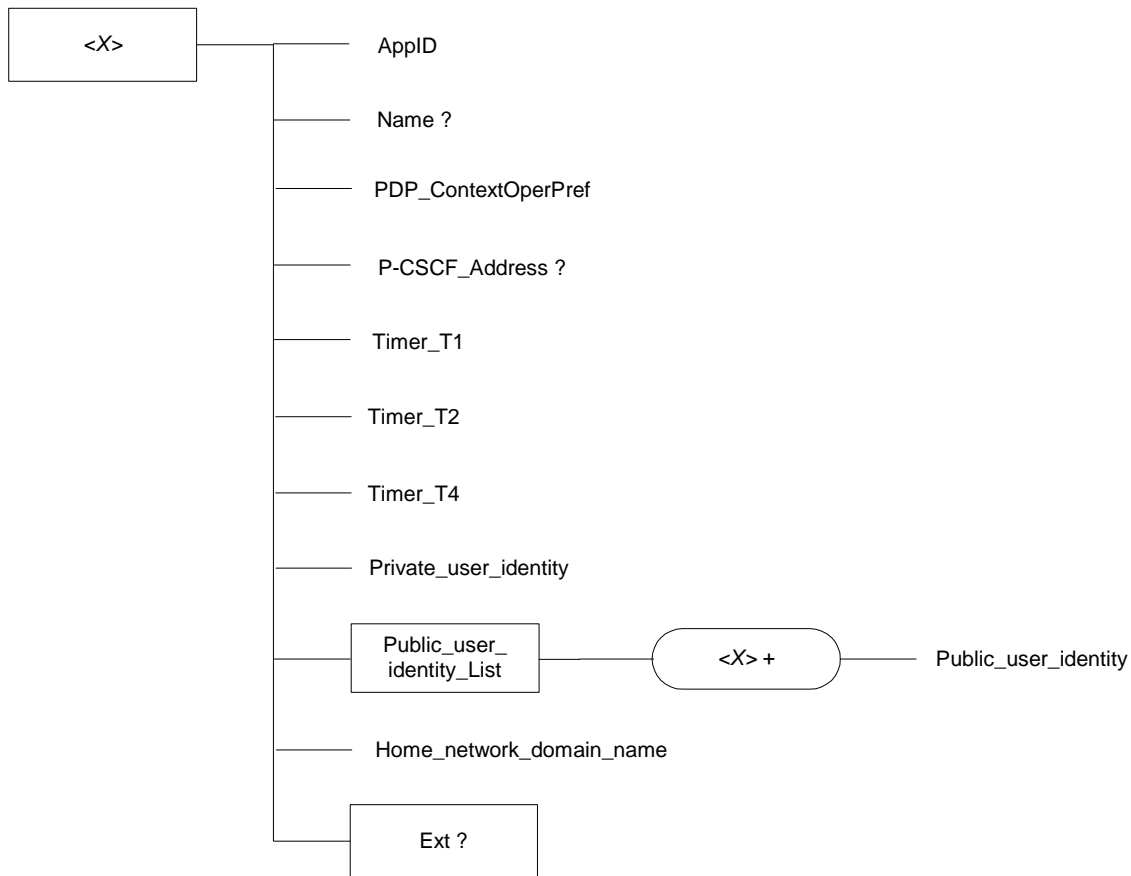 <X>
AppID
Name ?
PDP_ContextOperPref
P-CSCF_Address ?
Timer_T1
Timer_T2
Timer_T4
Private_user_identity
Public_user_
identity_List
<X> +
Public_user_identity
Home_network_domain_name
Ext ?